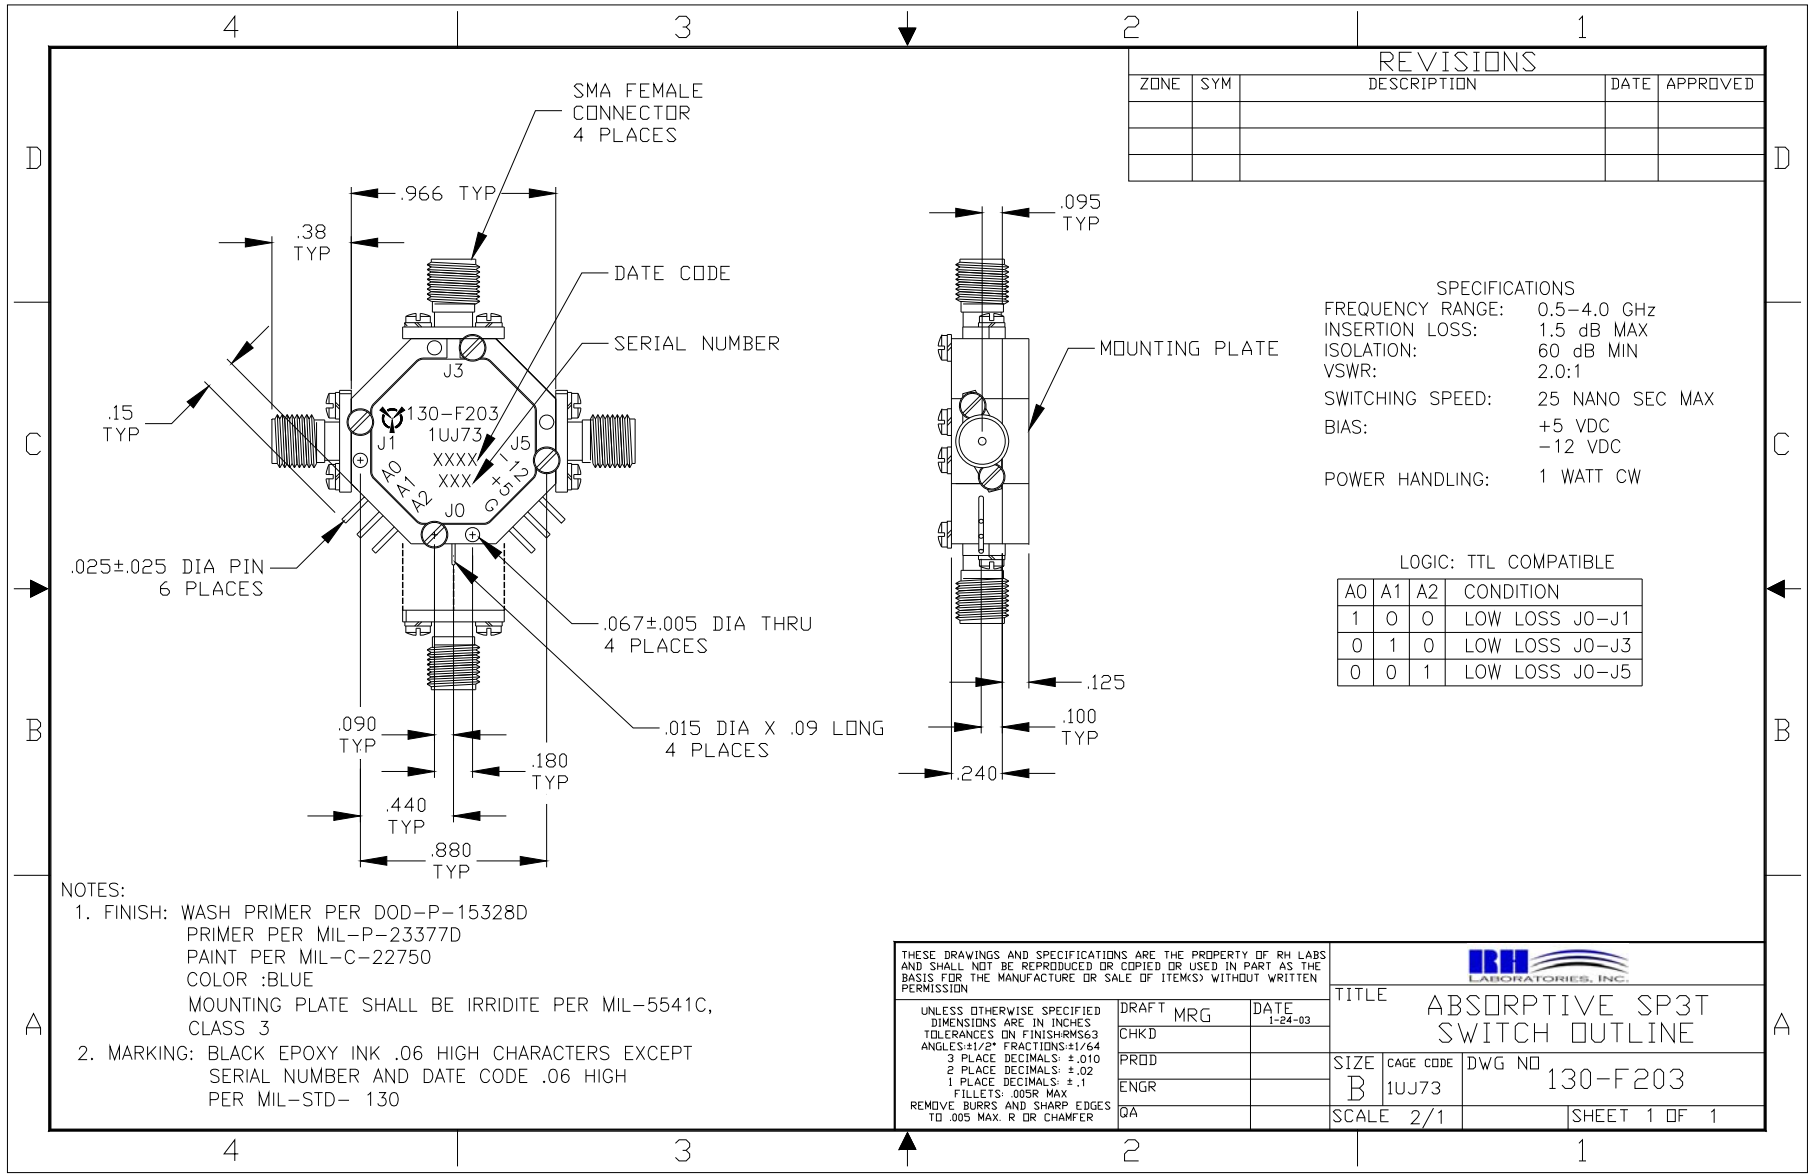 4 3 2 1
REVISIONS
ZONE SYM DESCRIPTION DATE APPROVED
D
D
SMA FEMALE
CONNECTOR
4 PLACES
.966 TYP
.38
TYP
DATE CODE
SERIAL NUMBER
.15
TYP
J3
130-F203
1UJ73
J1
J5
XXXX
XXX
A0
A1
A2
-12
+5
G
J0
.025±.025 DIA PIN
6 PLACES
.067±.005 DIA THRU
4 PLACES
.015 DIA X .09 LONG
4 PLACES
.090
TYP
.180
TYP
.440
TYP
.880
TYP
.095
TYP
MOUNTING PLATE
.125
.100
TYP
.240
SPECIFICATIONS
FREQUENCY RANGE: 0.5-4.0 GHz
INSERTION LOSS: 1.5 dB MAX
ISOLATION: 60 dB MIN
VSWR: 2.0:1
SWITCHING SPEED: 25 NANO SEC MAX
BIAS: +5 VDC
-12 VDC
POWER HANDLING: 1 WATT CW
C
C
LOGIC: TTL COMPATIBLE
A0 A1 A2 CONDITION
1 0 0 LOW LOSS J0-J1
0 1 0 LOW LOSS J0-J3
0 0 1 LOW LOSS J0-J5
B
B
NOTES:
1. FINISH: WASH PRIMER PER DOD-P-15328D
PRIMER PER MIL-P-23377D
PAINT PER MIL-C-22750
COLOR :BLUE
MOUNTING PLATE SHALL BE IRRIDITE PER MIL-5541C,
CLASS 3
2. MARKING: BLACK EPOXY INK .06 HIGH CHARACTERS EXCEPT
SERIAL NUMBER AND DATE CODE .06 HIGH
PER MIL-STD- 130
A
A
THESE DRAWINGS AND SPECIFICATIONS ARE THE PROPERTY OF RH LABS
AND SHALL NOT BE REPRODUCED OR COPIED OR USED IN PART AS THE
BASIS FOR THE MANUFACTURE OR SALE OF ITEM(S) WITHOUT WRITTEN
PERMISSION
UNLESS OTHERWISE SPECIFIED
DIMENSIONS ARE IN INCHES
TOLERANCES ON FINISH:RMS63
ANGLES:±1/2° FRACTIONS:±1/64
3 PLACE DECIMALS: ±.010
2 PLACE DECIMALS: ±.02
1 PLACE DECIMALS: ±.1
FILLETS: .005R MAX
REMOVE BURRS AND SHARP EDGES
TO .005 MAX. R OR CHAMFER
DRAFT MRG DATE 1-24-03
CHKD
PROD
ENGR
QA
RH
LABORATORIES, INC.
TITLE
ABSORPTIVE SP3T
SWITCH OUTLINE
SIZE B
CAGE CODE 1UJ73
DWG NO 130-F203
SCALE 2/1
SHEET 1 OF 1
4 3 2 1